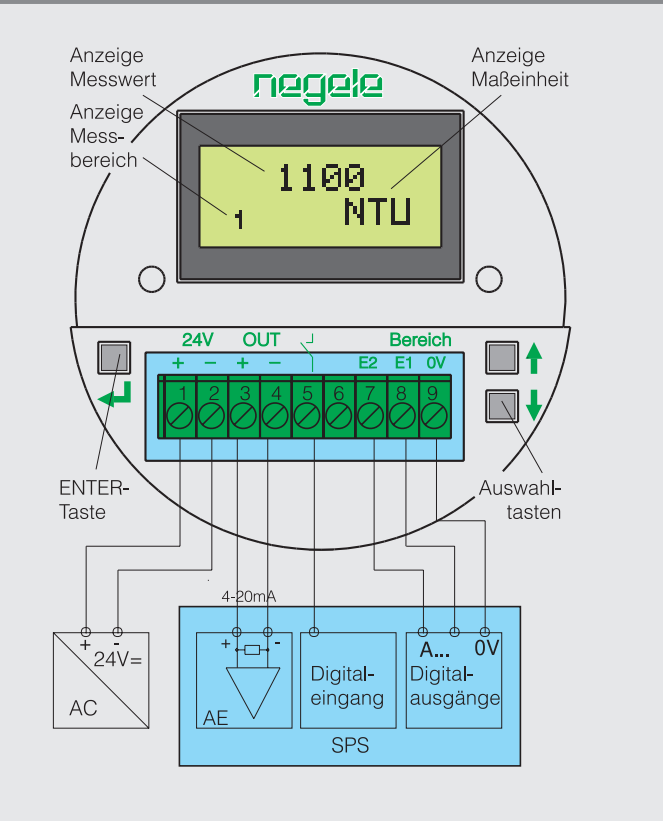 Anzeige
Messwert
Anzeige
Maßeinheit
negele
Anzeige
Mess-
bereich
1100
1 NTU
24V OUT Bereich
+ − + − E2 E1 0V
1 2 3 4 5 6 7 8 9
ENTER-
Taste
Auswahl-
tasten
4-20mA
+ -
24V=
AC
+ -
AE
Digital-
eingang
A... 0V
Digital-
ausgänge
SPS